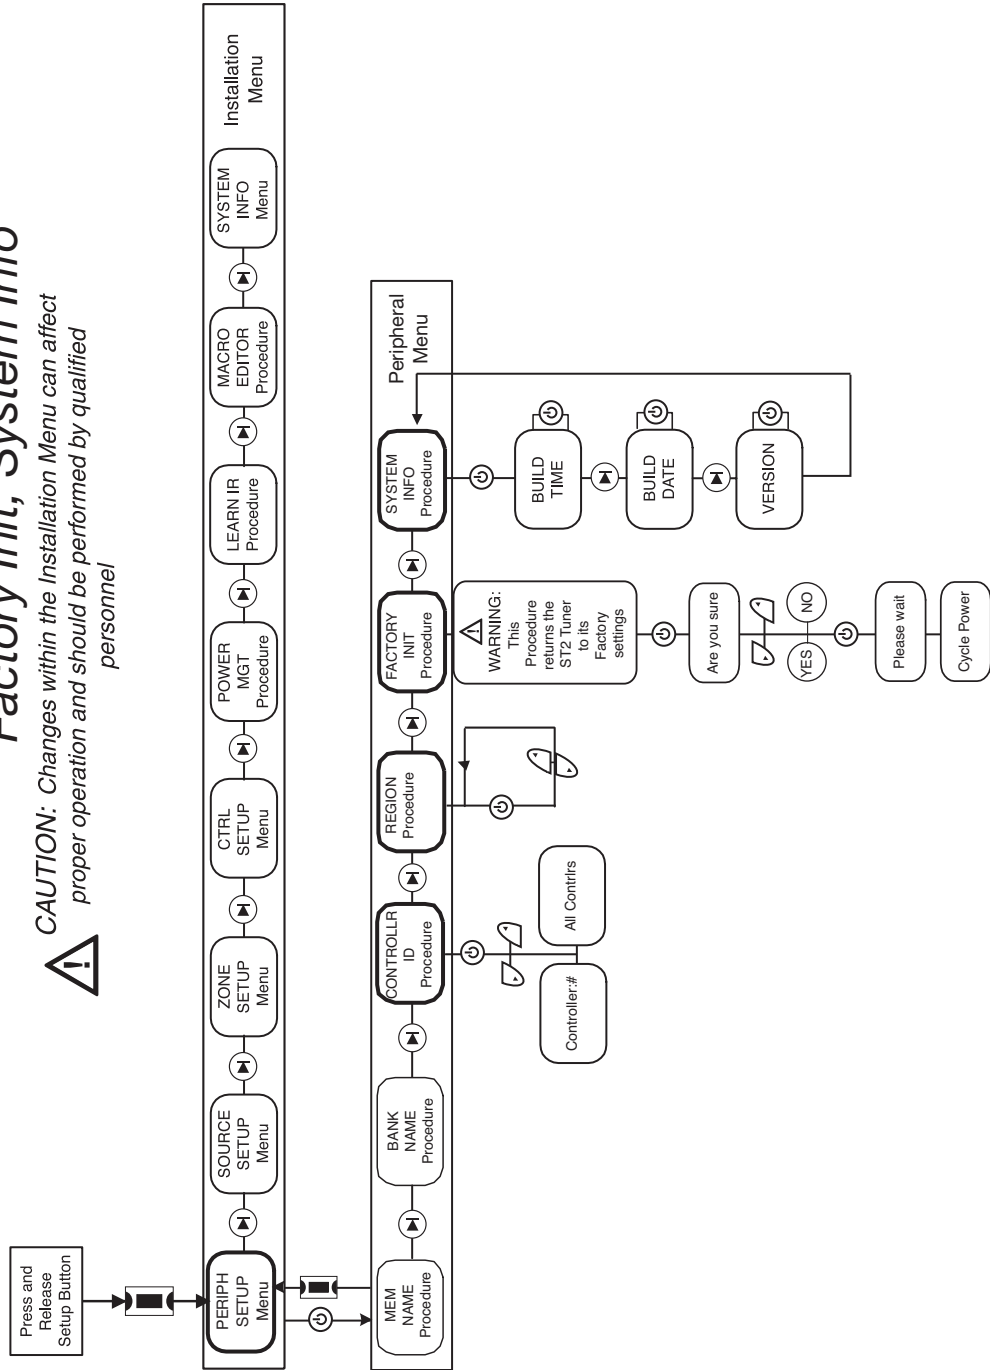 Factory Init, System Info
CAUTION: Changes within the Installation Menu can affect
proper operation and should be performed by qualified
personnel
Press and
Release
Setup Button
PERIPH
SETUP
Menu
SOURCE
SETUP
Menu
ZONE
SETUP
Menu
CTRL
SETUP
Menu
POWER
MGT
Procedure
LEARN IR
Procedure
MACRO
EDITOR
Procedure
SYSTEM
INFO
Menu
Installation
Menu
MEM
NAME
Procedure
BANK
NAME
Procedure
CONTROLLR
ID
Procedure
REGION
Procedure
FACTORY
INIT
Procedure
SYSTEM
INFO
Procedure
Peripheral
Menu
Controller:#
All Contrlrs
WARNING:
This
Procedure
returns the
ST2 Tuner
to its
Factory
settings
Are you sure
YES
NO
Please wait
Cycle Power
BUILD
TIME
BUILD
DATE
VERSION